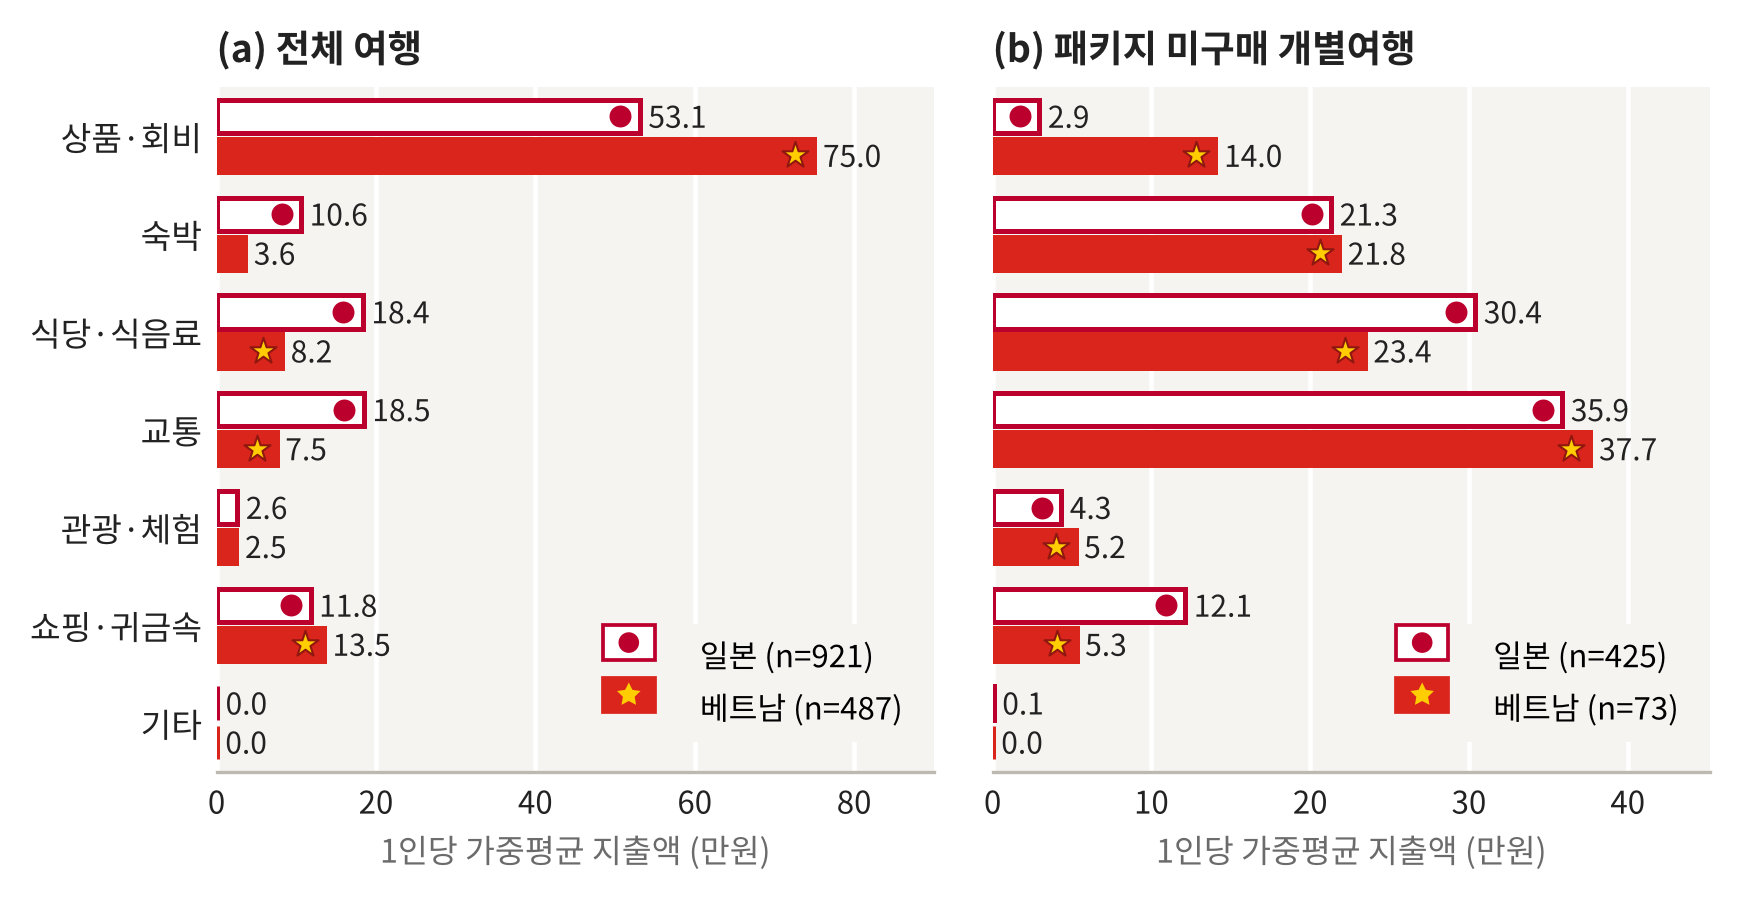 (a) 전체 여행
(b) 패키지 미구매 개별여행
상품·회비
53.1
75.0
2.9
14.0
숙박
10.6
3.6
21.3
21.8
식당·식음료
18.4
8.2
30.4
23.4
교통
18.5
7.5
35.9
37.7
관광·체험
2.6
2.5
4.3
5.2
쇼핑·귀금속
11.8
13.5
12.1
5.3
기타
0.0
0.0
0.1
0.0
일본 (n=921)
베트남 (n=487)
일본 (n=425)
베트남 (n=73)
0 20 40 60 80
0 10 20 30 40
1인당 가중평균 지출액 (만원)
1인당 가중평균 지출액 (만원)